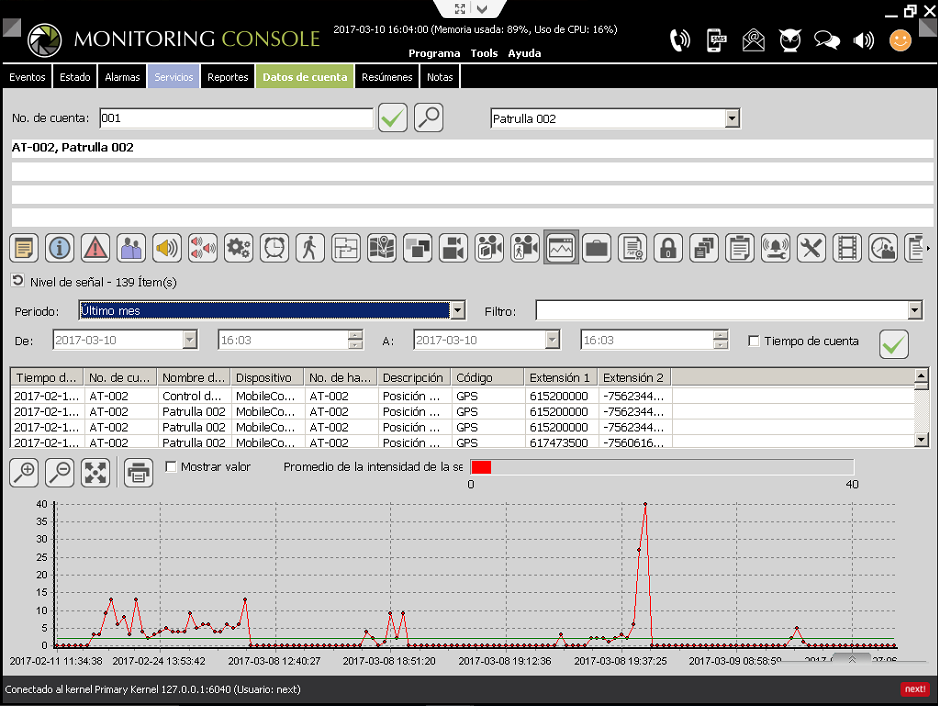 MONITORING CONSOLE
2017-03-10 16:04:00 (Memoria usada: 89%, Uso de CPU: 16%)
Programa Tools Ayuda
SMS
Eventos Estado Alarmas Servicios Reportes Datos de cuenta Resúmenes Notas
No. de cuenta: 001 Patrulla 002
AT-002, Patrulla 002
Nivel de señal - 139 Ítem(s)
Periodo: Último mes Filtro:
De: 2017-03-10 16:03 A: 2017-03-10 16:03 Tiempo de cuenta
Tiempo d... No. de cu... Nombre d... Dispositivo No. de ha... Descripción Código Extensión 1 Extensión 2
2017-02-1... AT-002 Control d... MobileCo... AT-002 Posición ... GPS 615200000 -7562344...
2017-02-1... AT-002 Patrulla 002 MobileCo... AT-002 Posición ... GPS 615200000 -7562344...
2017-02-1... AT-002 Patrulla 002 MobileCo... AT-002 Posición ... GPS 615200000 -7562344...
2017-02-1... AT-002 Patrulla 002 MobileCo... AT-002 Posición ... GPS 617473500 -7560616...
Mostrar valor Promedio de la intensidad de la se
0 40
40
35
30
25
20
15
10
5
0
2017-02-11 11:34:38 2017-02-24 13:53:42 2017-03-08 12:40:27 2017-03-08 18:51:20 2017-03-08 19:12:36 2017-03-08 19:37:25 2017-03-09 08:58:59 2017- 27:06
Conectado al kernel Primary Kernel 127.0.0.1:6040 (Usuario: next)
next!